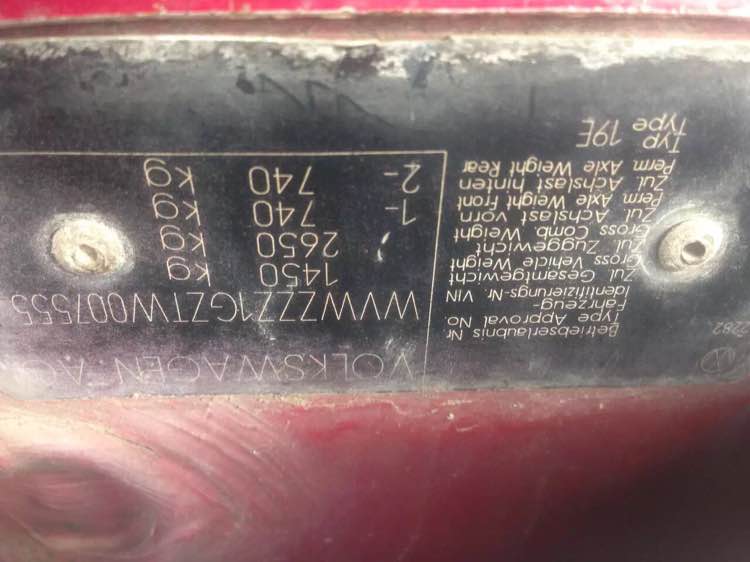 VOLKSWAGEN AG
Betriebserlaubnis Nr
Type Approval No
Fahrzeug-
Identifizierungs-Nr. VIN WVWZZZ1GZTW007555
Zul. Gesamtgewicht
Gross Vehicle Weight 1450 kg
Zul. Zuggewicht
Gross Comb. Weight 2650 kg
Zul. Achslast vorn
Perm. Axle Weight Front 1- 740 kg
Zul. Achslast hinten
Perm. Axle Weight Rear 2- 740 kg
Typ
Type 19E